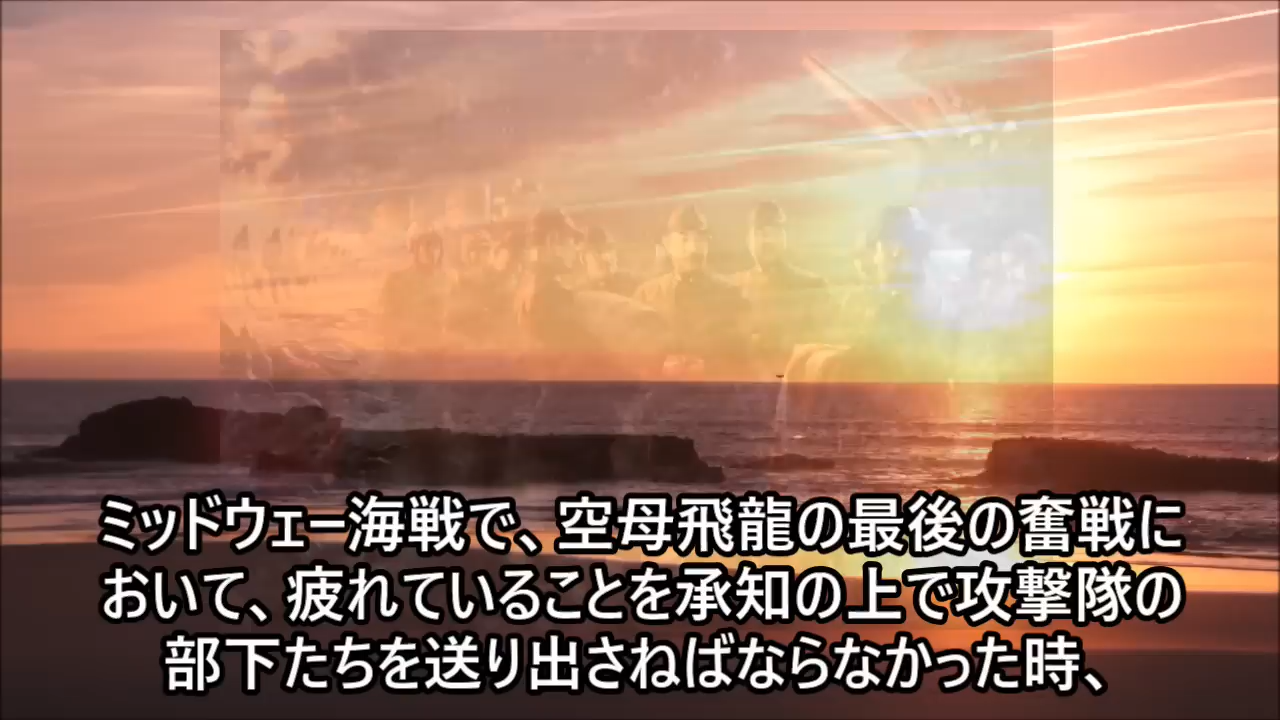 ミッドウェー海戦で、空母飛龍の最後の奮戦に
おいて、疲れていることを承知の上で攻撃隊の
部下たちを送り出さねばならなかった時、